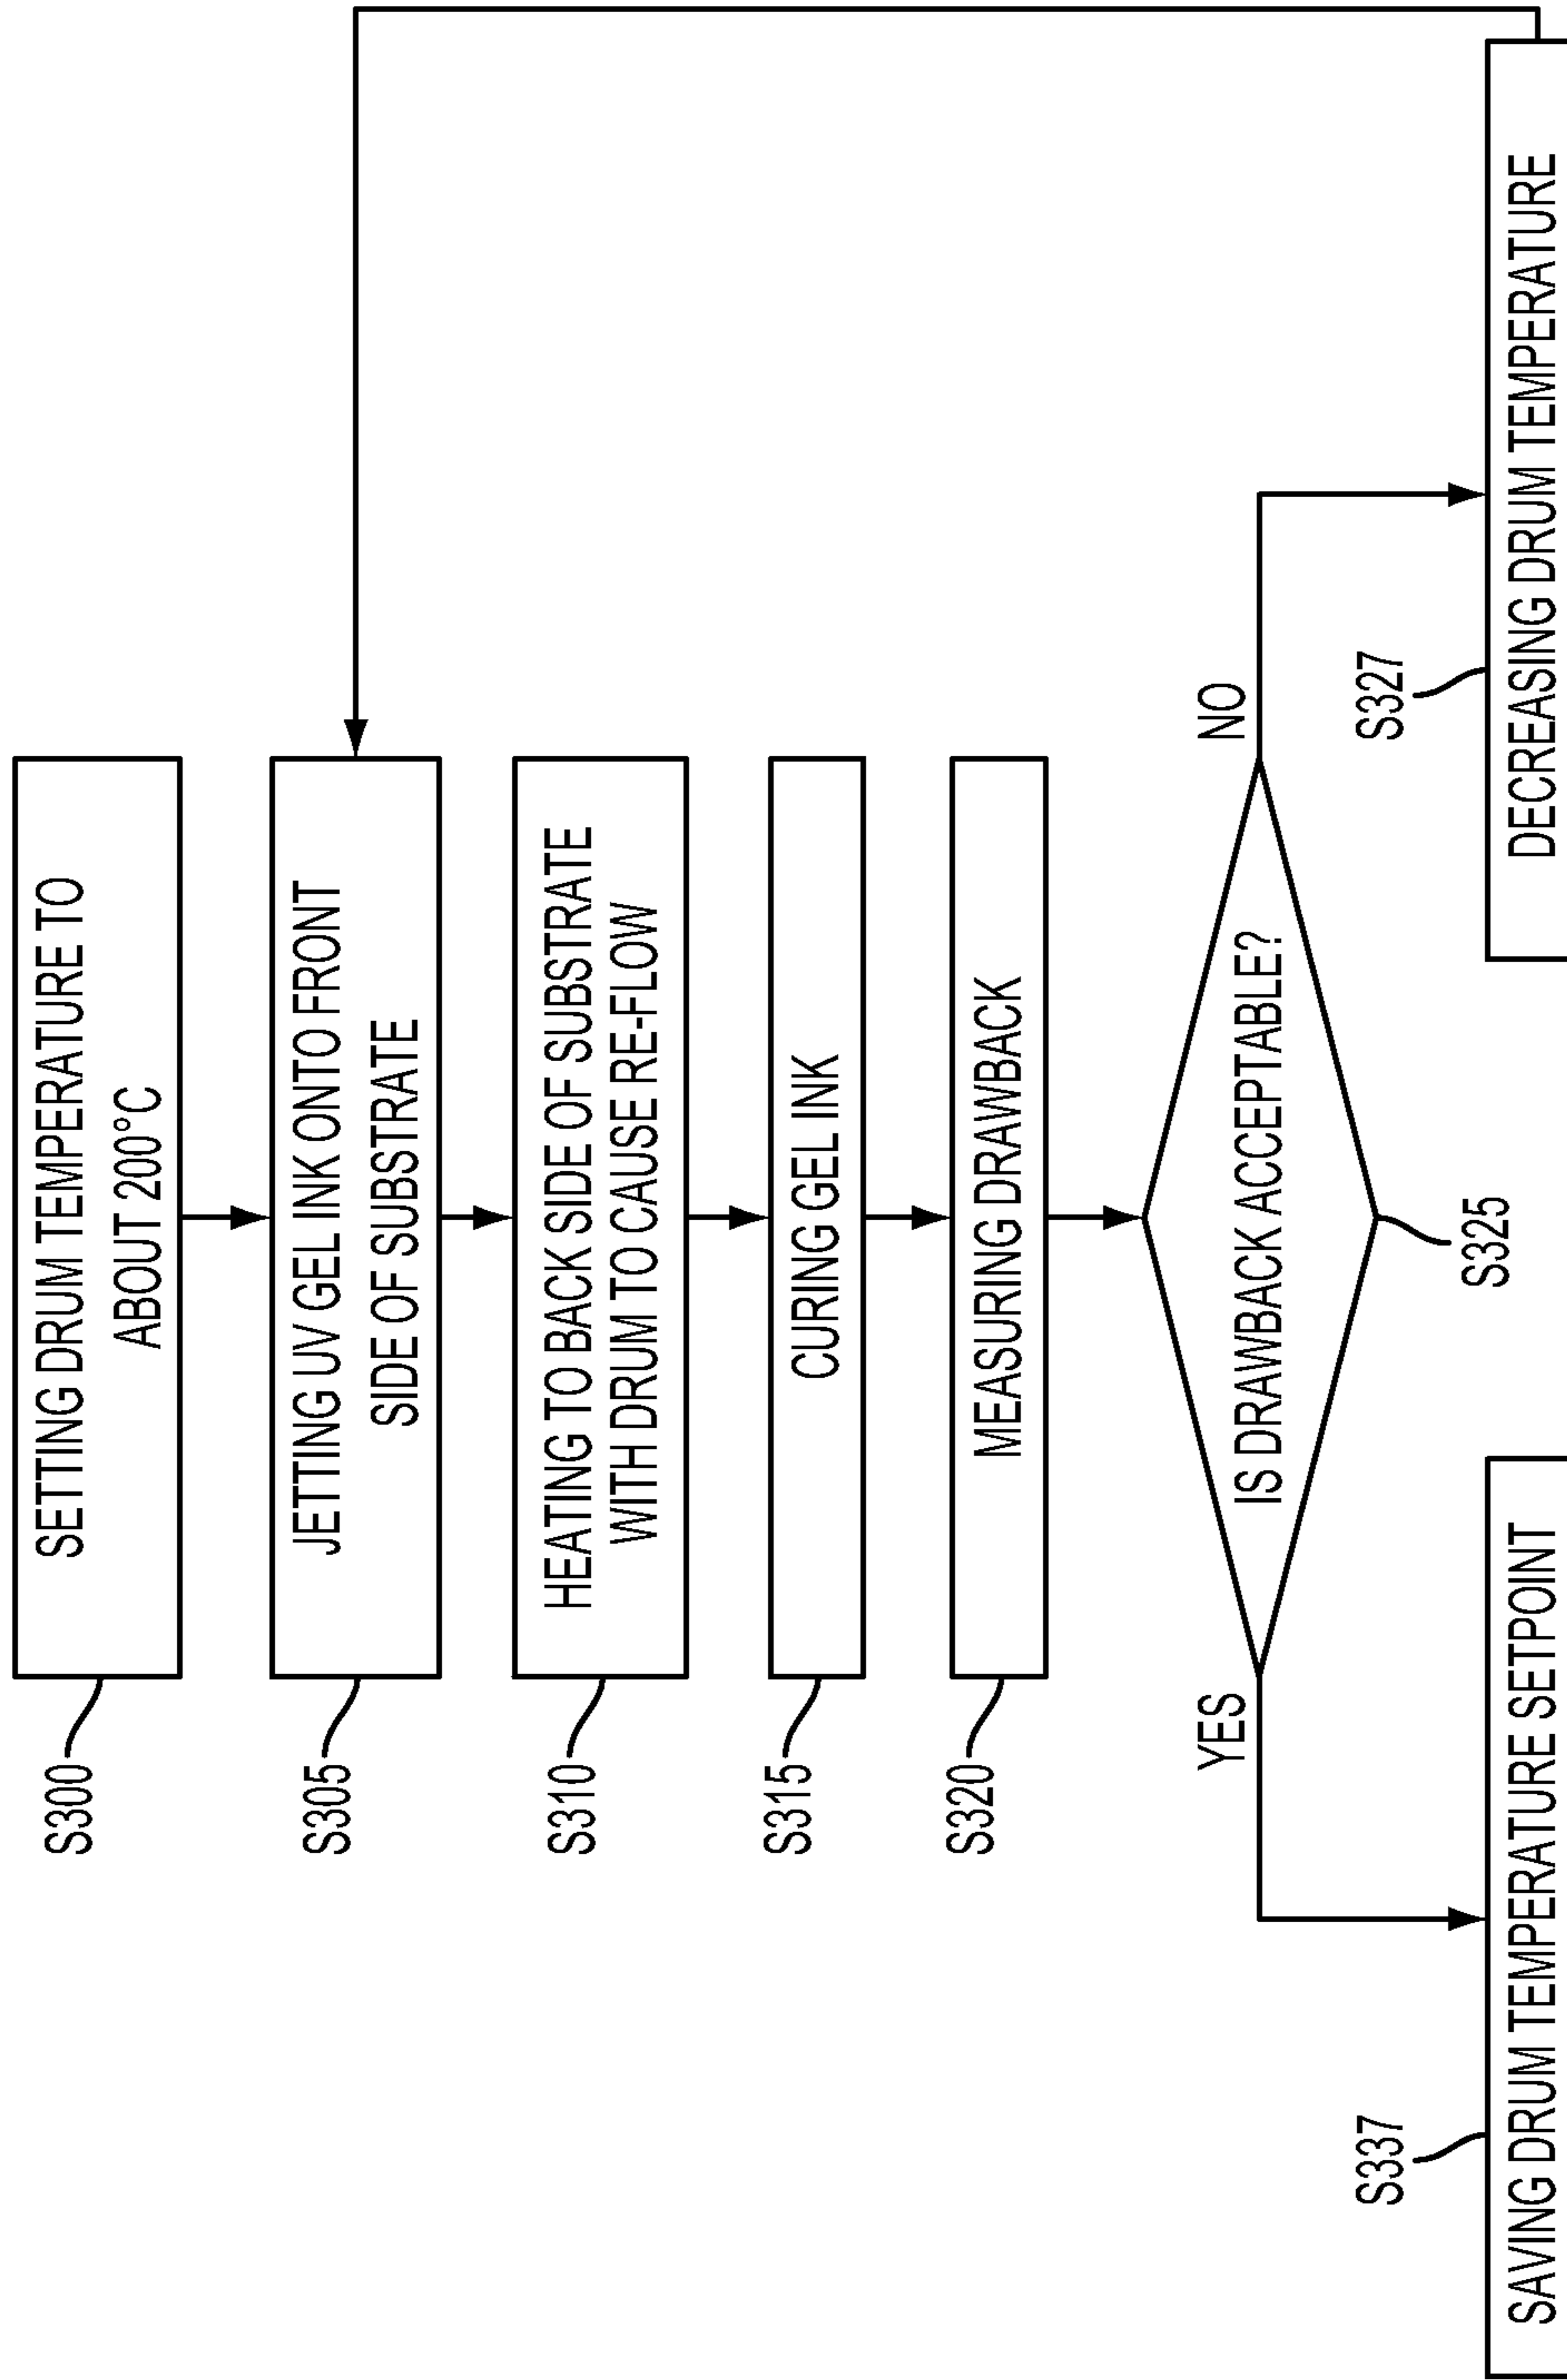 S300
SETTING DRUM TEMPERATURE TO
ABOUT 200°C
S305
JETTING UV GEL INK ONTO FRONT
SIDE OF SUBSTRATE
S310
HEATING TO BACK SIDE OF SUBSTRATE
WITH DRUM TO CAUSE RE-FLOW
S315
CURING GEL INK
S320
MEASURING DRAWBACK
YES
IS DRAWBACK ACCEPTABLE?
NO
S325
S337
SAVING DRUM TEMPERATURE SETPOINT
S327
DECREASING DRUM TEMPERATURE